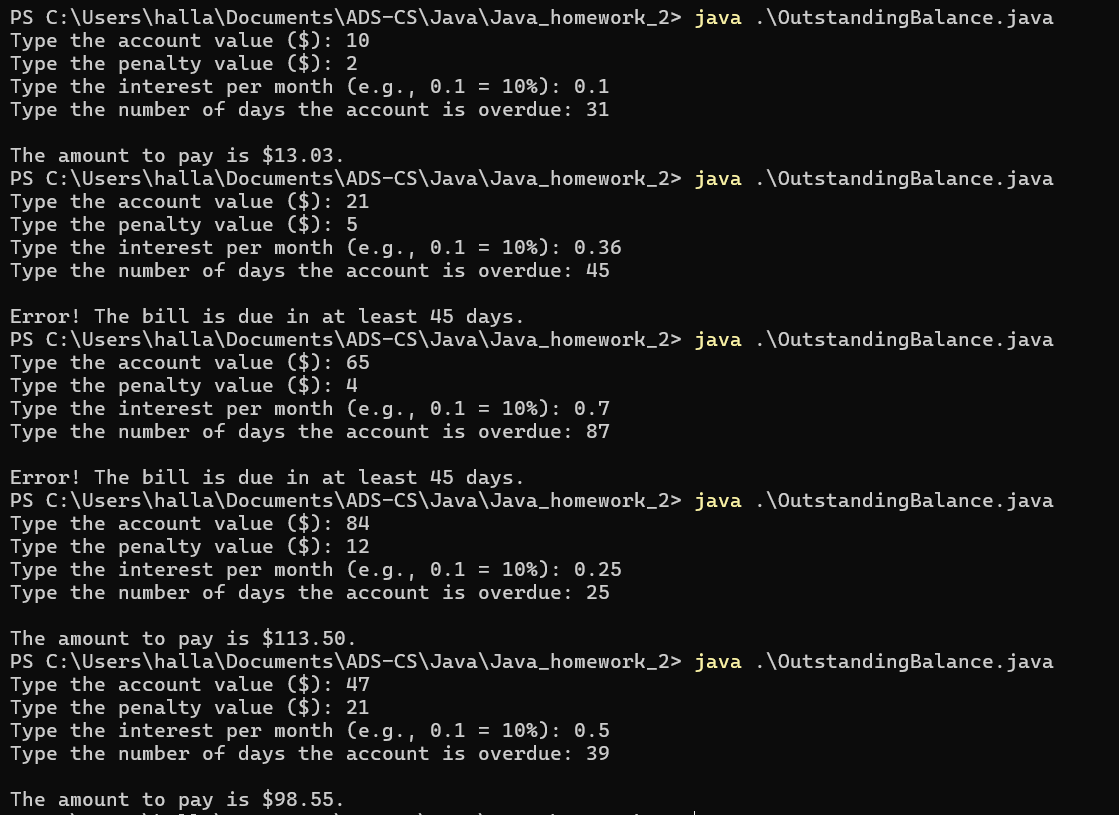 PS C:\Users\halla\Documents\ADS-CS\Java\Java_homework_2> java .\OutstandingBalance.java
Type the account value ($): 10
Type the penalty value ($): 2
Type the interest per month (e.g., 0.1 = 10%): 0.1
Type the number of days the account is overdue: 31
The amount to pay is $13.03.
PS C:\Users\halla\Documents\ADS-CS\Java\Java_homework_2> java .\OutstandingBalance.java
Type the account value ($): 21
Type the penalty value ($): 5
Type the interest per month (e.g., 0.1 = 10%): 0.36
Type the number of days the account is overdue: 45
Error! The bill is due in at least 45 days.
PS C:\Users\halla\Documents\ADS-CS\Java\Java_homework_2> java .\OutstandingBalance.java
Type the account value ($): 65
Type the penalty value ($): 4
Type the interest per month (e.g., 0.1 = 10%): 0.7
Type the number of days the account is overdue: 87
Error! The bill is due in at least 45 days.
PS C:\Users\halla\Documents\ADS-CS\Java\Java_homework_2> java .\OutstandingBalance.java
Type the account value ($): 84
Type the penalty value ($): 12
Type the interest per month (e.g., 0.1 = 10%): 0.25
Type the number of days the account is overdue: 25
The amount to pay is $113.50.
PS C:\Users\halla\Documents\ADS-CS\Java\Java_homework_2> java .\OutstandingBalance.java
Type the account value ($): 47
Type the penalty value ($): 21
Type the interest per month (e.g., 0.1 = 10%): 0.5
Type the number of days the account is overdue: 39
The amount to pay is $98.55.